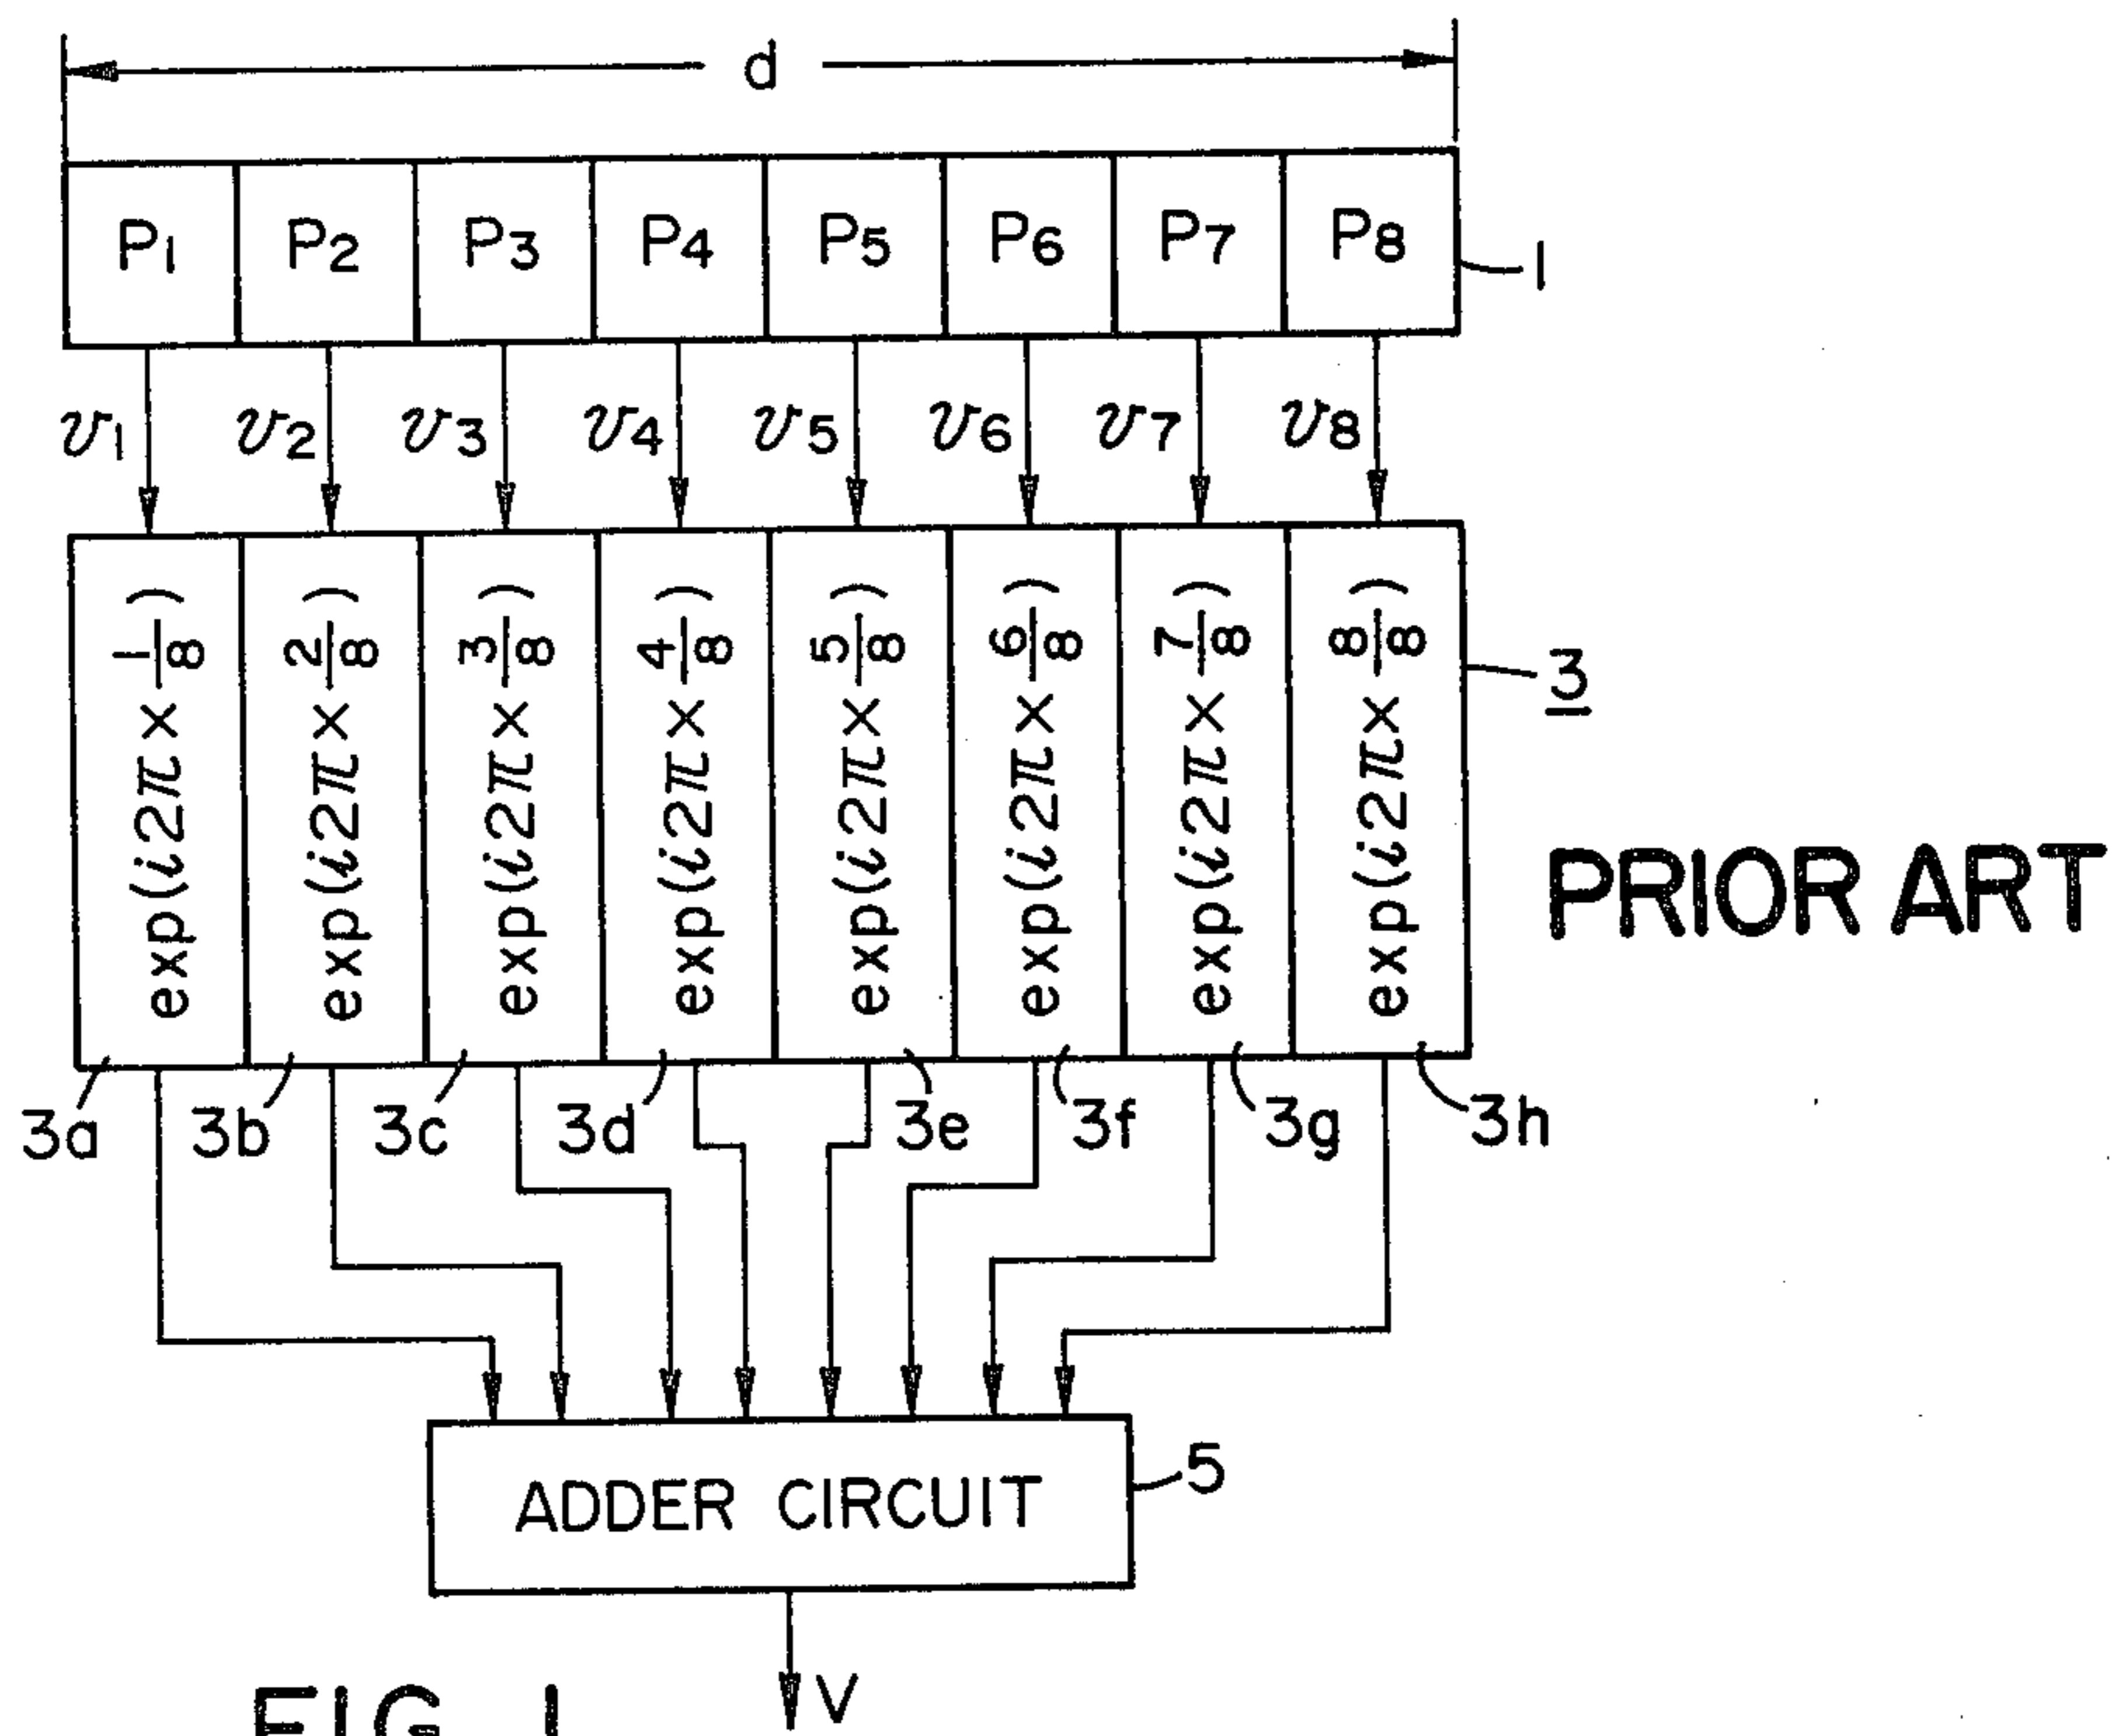 d
P1 P2 P3 P4 P5 P6 P7 P8
1
v1 v2 v3 v4 v5 v6 v7 v8
exp(i2π×1/8) exp(i2π×2/8) exp(i2π×3/8) exp(i2π×4/8) exp(i2π×5/8) exp(i2π×6/8) exp(i2π×7/8) exp(i2π×8/8)
3
PRIOR ART
3a 3b 3c 3d 3e 3f 3g 3h
ADDER CIRCUIT
5
V
FIG. 1